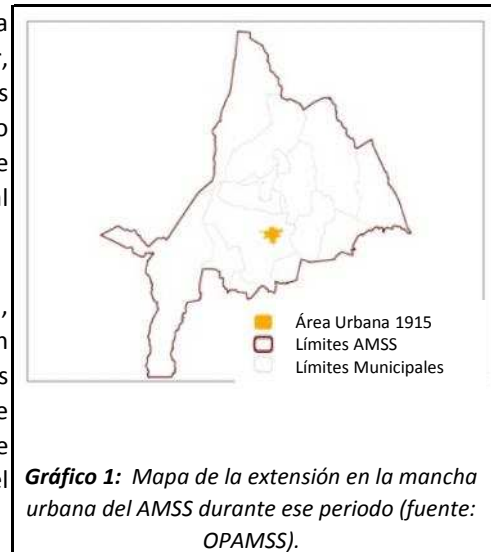 Área Urbana 1915
Límites AMSS
Límites Municipales
Gráfico 1: Mapa de la extensión en la mancha
urbana del AMSS durante ese periodo (fuente:
OPAMSS).